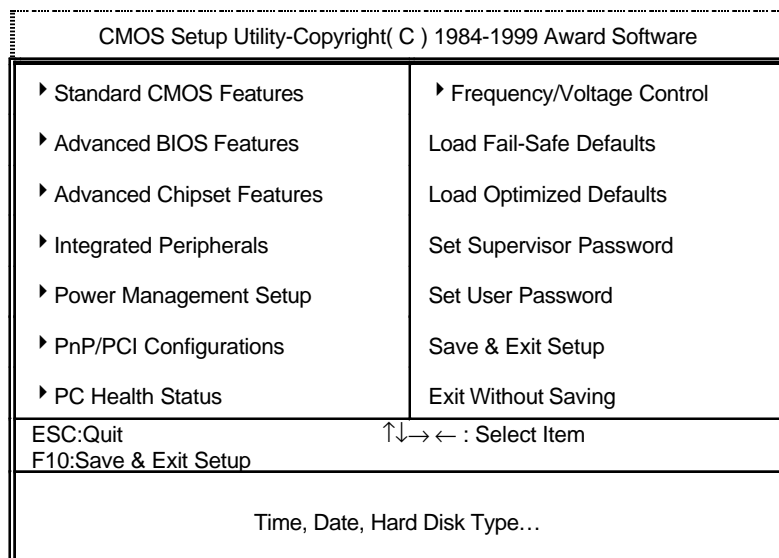 CMOS Setup Utility-Copyright( C ) 1984-1999 Award Software
‣ Standard CMOS Features
‣ Advanced BIOS Features
‣ Advanced Chipset Features
‣ Integrated Peripherals
‣ Power Management Setup
‣ PnP/PCI Configurations
‣ PC Health Status
‣ Frequency/Voltage Control
Load Fail-Safe Defaults
Load Optimized Defaults
Set Supervisor Password
Set User Password
Save & Exit Setup
Exit Without Saving
ESC:Quit ↑↓→ ← : Select Item
F10:Save & Exit Setup
Time, Date, Hard Disk Type…